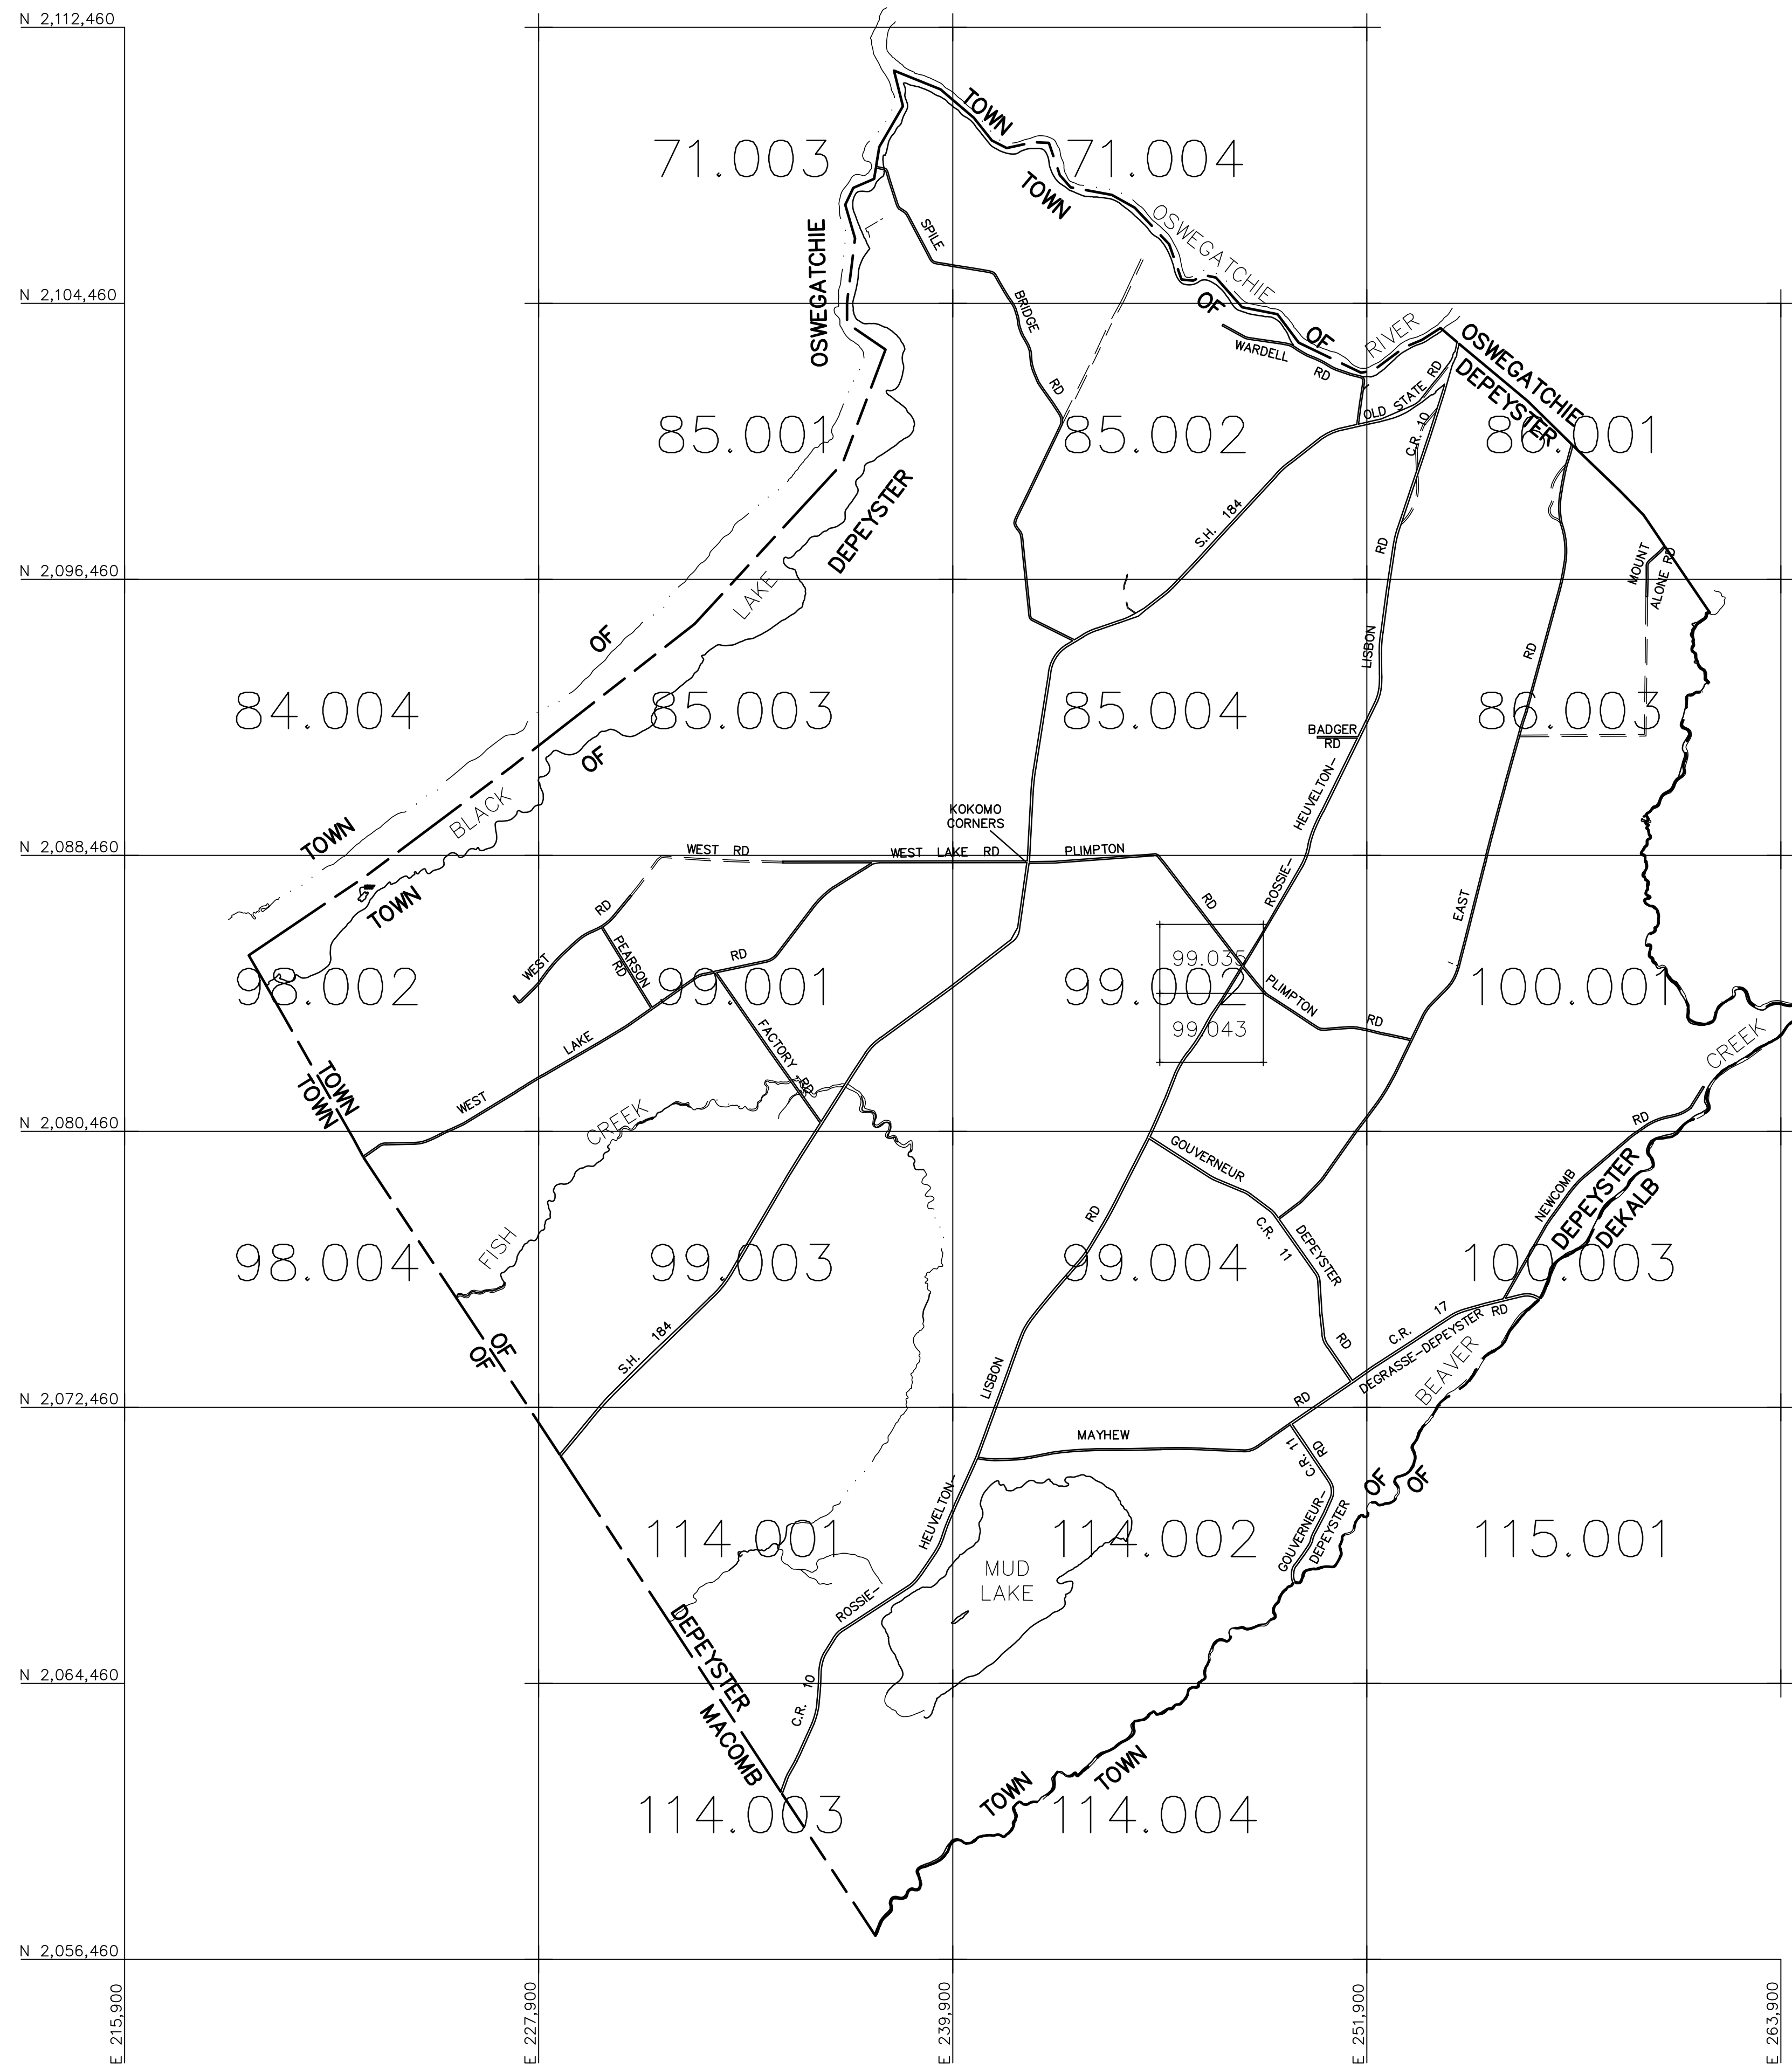 N 2,112,460
TOWN
71.003
71.004
TOWN
OSWEGATCHIE
SPILE
OSWEGATCHIE
N 2,104,460
BRIDGE
OF
OF
RIVER
OSWEGATCHIE
WARDELL
RD
DEPEYSTER
RD
OLD STATE RD
85.001
85.002
C.R. 10
86.001
DEPEYSTER
S.H. 184
RD
N 2,096,460
MOUNT
ALONE RD
LAKE
OF
LISBON
RD
84.004
85.003
85.004
86.003
BADGER
RD
OF
HEUVELTON-
BLACK
KOKOMO
CORNERS
TOWN
N 2,088,460
WEST RD
WEST LAKE RD
PLIMPTON
ROSSIE-
RD
RD
TOWN
EAST
PEARSON
RD
RD
WEST
99.035
98.002
99.001
99.002
100.001
PLIMPTON
RD
99.043
FACTORY RD
LAKE
CREEK
TOWN
TOWN
WEST
CREEK
N 2,080,460
RD
GOUVERNEUR
NEWCOMB
DEPEYSTER
DEKALB
RD
C.R. 11
DEPEYSTER
FISH
98.004
99.003
99.004
100.003
S.H. 184
RD
C.R. 17
RD
DEGRASSE-DEPEYSTER
OF
OF
LISBON
BEAVER
N 2,072,460
RD
MAYHEW
RD
C.R. 11
OF
OF
HEUVELTON-
GOUVERNEUR-
DEPEYSTER
114.001
114.002
115.001
MUD
LAKE
ROSSIE-
DEPEYSTER
N 2,064,460
C.R. 10
MACOMB
TOWN
TOWN
114.003
114.004
N 2,056,460
E 215,900
E 227,900
E 239,900
E 251,900
E 263,900